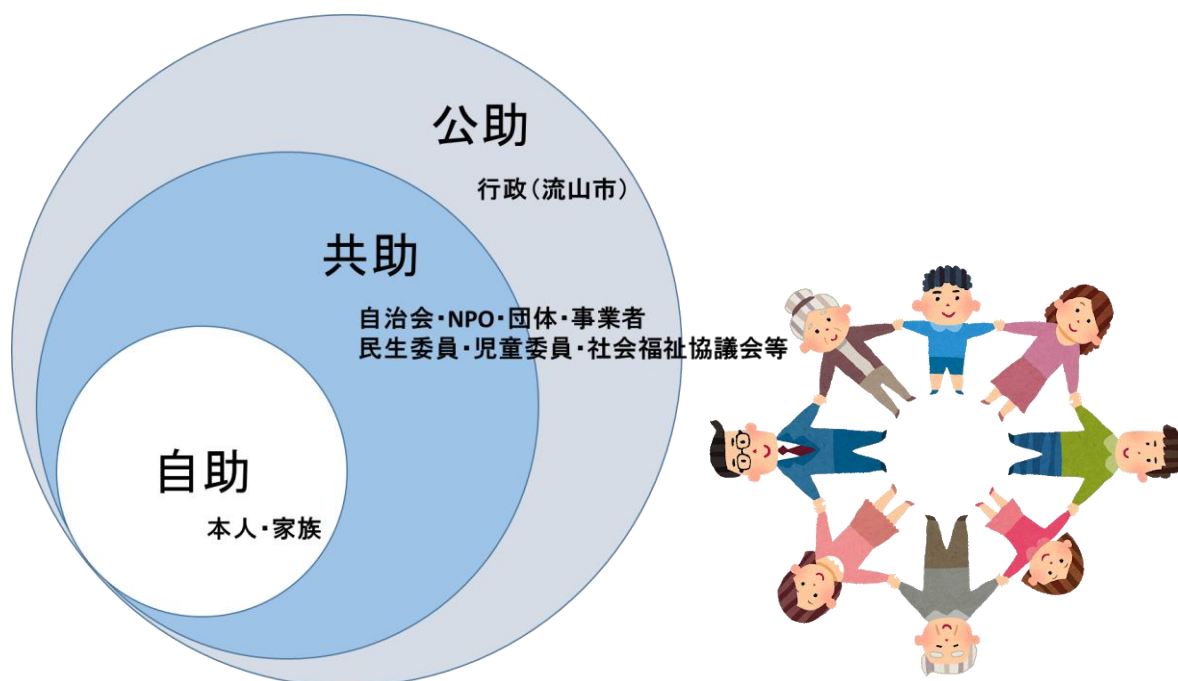 公助
行政(流山市)
共助
自治会・NPO・団体・事業者
民生委員・児童委員・社会福祉協議会等
自助
本人・家族